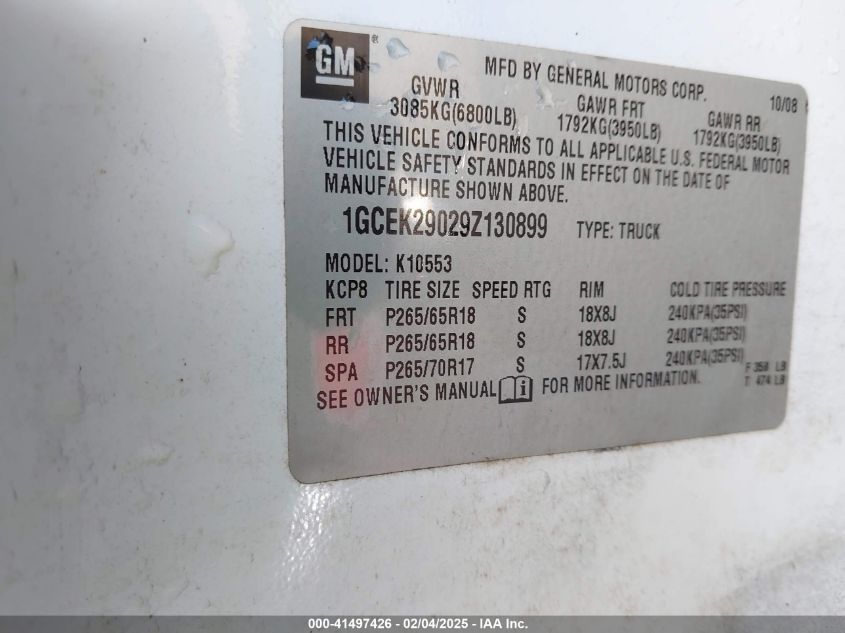 GM ®
MFD BY GENERAL MOTORS CORP. 10/08
GVWR GAWR FRT GAWR RR
3085KG(6800LB) 1792KG(3950LB) 1792KG(3950LB)
THIS VEHICLE CONFORMS TO ALL APPLICABLE U.S. FEDERAL MOTOR
VEHICLE SAFETY STANDARDS IN EFFECT ON THE DATE OF
MANUFACTURE SHOWN ABOVE.
1GCEK29029Z130899 TYPE: TRUCK
MODEL: K10553
KCP8 TIRE SIZE SPEED RTG RIM COLD TIRE PRESSURE
FRT P265/65R18 S 18X8J 240KPA(35PSI)
RR P265/65R18 S 18X8J 240KPA(35PSI)
SPA P265/70R17 S 17X7.5J 240KPA(35PSI)
F 358 LB
T 474 LB
SEE OWNER'S MANUAL i FOR MORE INFORMATION.
000-41497426 - 02/04/2025 - IAA Inc.